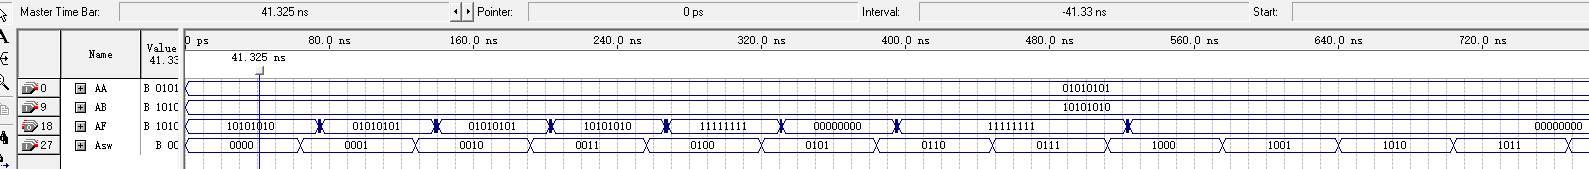 Master Time Bar: 41.325 ns Pointer: 0 ps Interval: -41.33 ns Start:
0 ps 80.0 ns 160.0 ns 240.0 ns 320.0 ns 400.0 ns 480.0 ns 560.0 ns 640.0 ns 720.0 ns
Name Value 41.33 41.325 ns
0 AA B 0101 01010101
9 AB B 1010 10101010
18 AF B 1010 10101010 01010101 01010101 10101010 11111111 00000000 11111111 00000000
27 Asw B 00 0000 0001 0010 0011 0100 0101 0110 0111 1000 1001 1010 1011